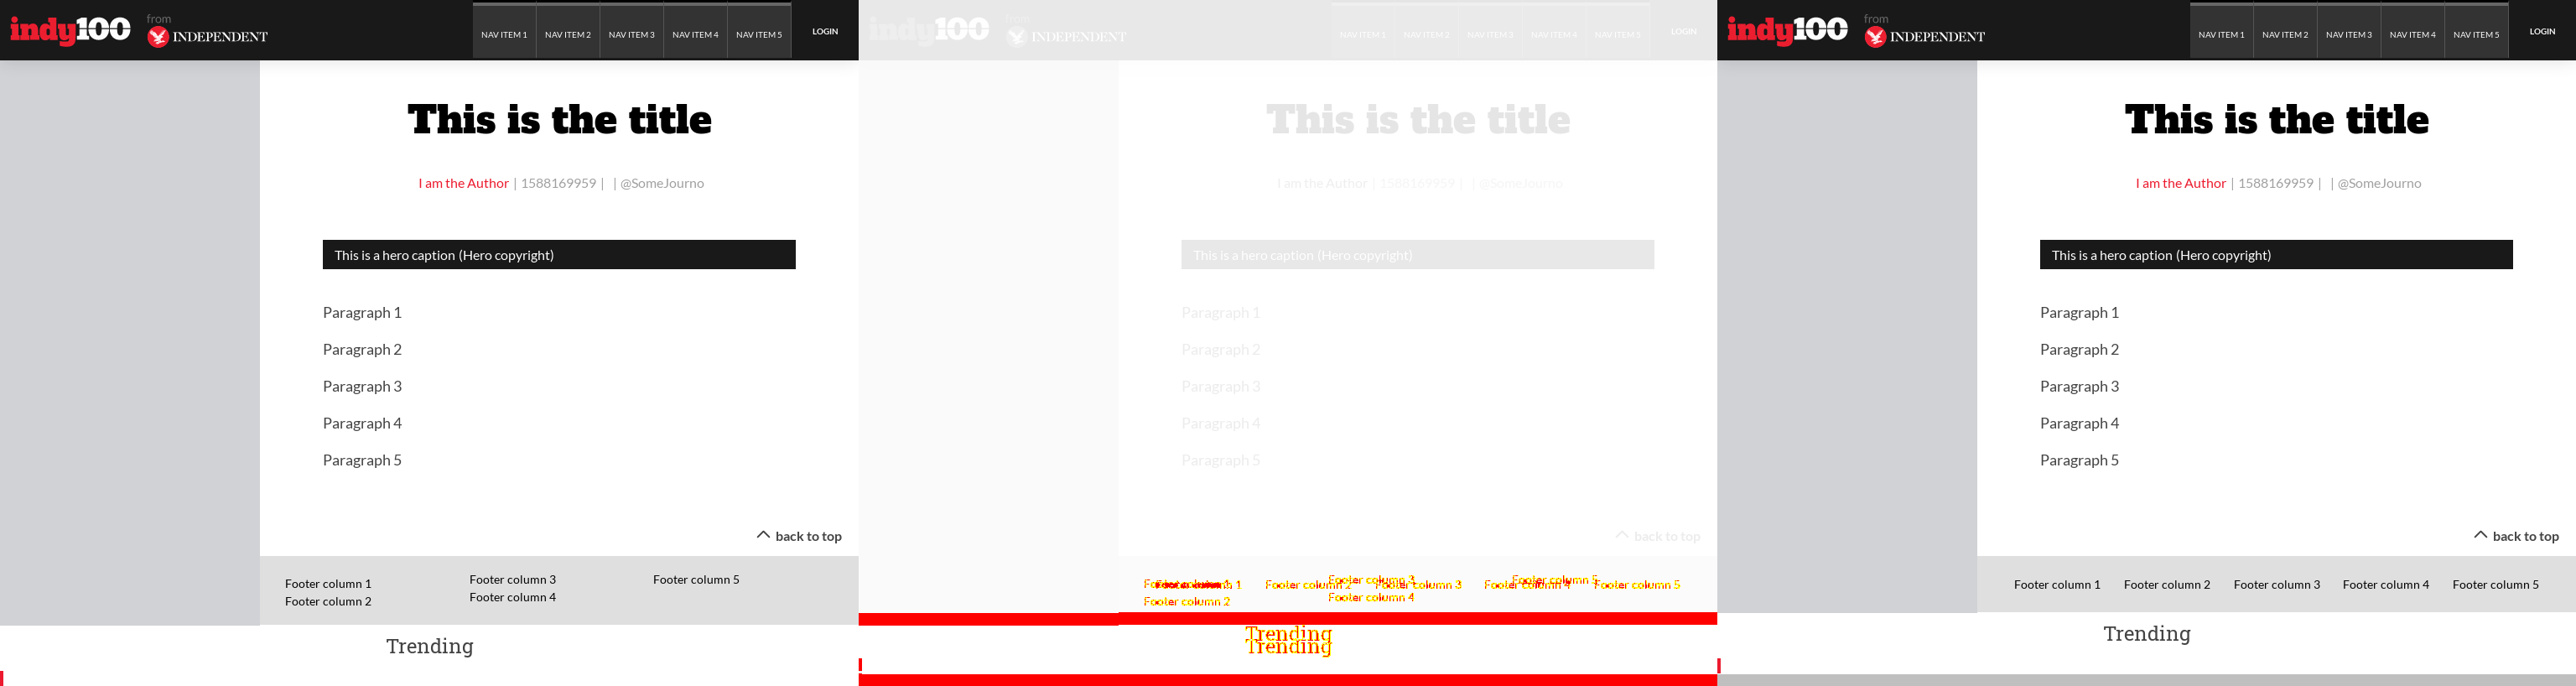 indy100 from INDEPENDENT NAV ITEM 1 NAV ITEM 2 NAV ITEM 3 NAV ITEM 4 NAV ITEM 5 LOGIN
This is the title
I am the Author | 1588169959 | | @SomeJourno
This is a hero caption (Hero copyright)
Paragraph 1
Paragraph 2
Paragraph 3
Paragraph 4
Paragraph 5
back to top
Footer column 1 Footer column 3 Footer column 5
Footer column 2 Footer column 4
Trending
indy100 from INDEPENDENT NAV ITEM 1 NAV ITEM 2 NAV ITEM 3 NAV ITEM 4 NAV ITEM 5 LOGIN
This is the title
I am the Author | 1588169959 | | @SomeJourno
This is a hero caption (Hero copyright)
Paragraph 1
Paragraph 2
Paragraph 3
Paragraph 4
Paragraph 5
back to top
Footer column 1 Footer column 2 Footer column 3 Footer column 3 Footer column 4 Footer column 5 Footer column 5
Footer column 2 Footer column 4
Trending
Trending
indy100 from INDEPENDENT NAV ITEM 1 NAV ITEM 2 NAV ITEM 3 NAV ITEM 4 NAV ITEM 5 LOGIN
This is the title
I am the Author | 1588169959 | | @SomeJourno
This is a hero caption (Hero copyright)
Paragraph 1
Paragraph 2
Paragraph 3
Paragraph 4
Paragraph 5
back to top
Footer column 1 Footer column 2 Footer column 3 Footer column 4 Footer column 5
Trending